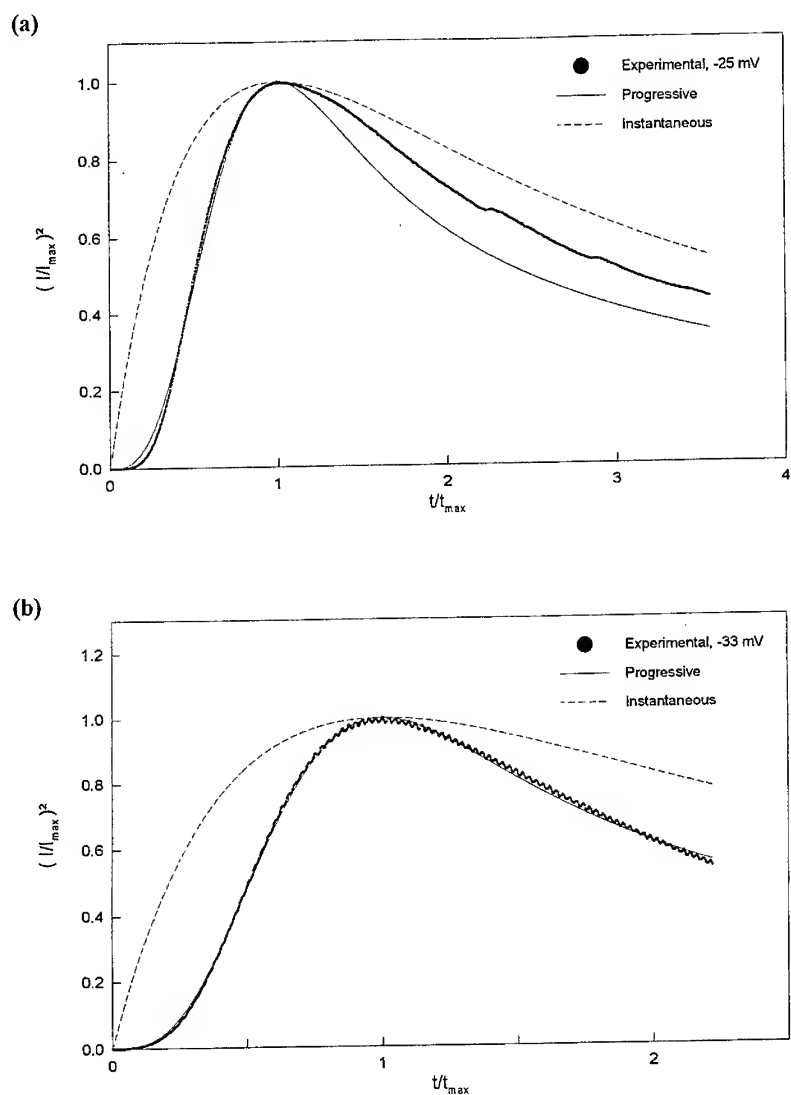 (a)
Experimental, -25 mV
Progressive
Instantaneous
1.0
0.8
0.6
0.4
0.2
0.0
(I/Imax)²
0 1 2 3 4
t/tmax
(b)
Experimental, -33 mV
Progressive
Instantaneous
1.2
1.0
0.8
0.6
0.4
0.2
0.0
(I/Imax)²
0 1 2
t/tmax